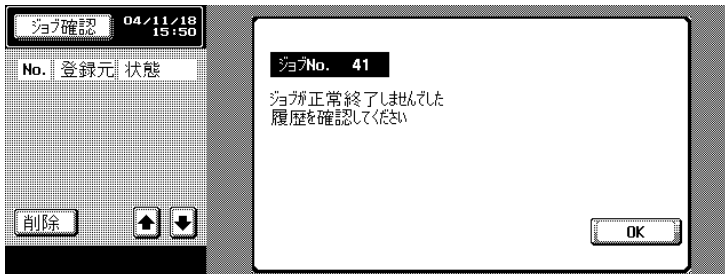 ジョブ確認
04/11/18
15:50
No. 登録元 状態
削除
ジョブNo. 41
ジョブが正常終了しませんでした
履歴を確認してください
OK